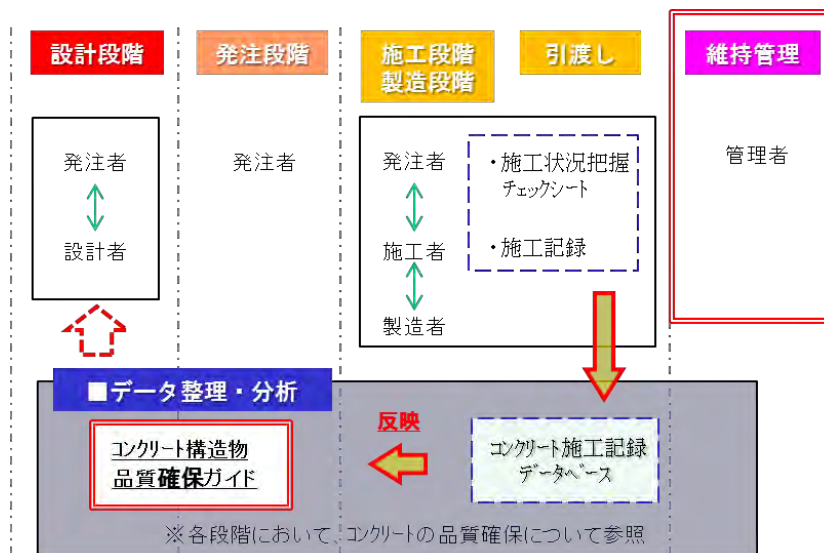 設計段階
発注段階
施工段階
製造段階
引渡し
維持管理
発注者
設計者
発注者
発注者
施工者
製造者
・施工状況把握
チェックシート
・施工記録
管理者
■データ整理・分析
コンクリート構造物
品質確保ガイド
反映
コンクリート施工記録
データベース
※各段階において、コンクリートの品質確保について参照